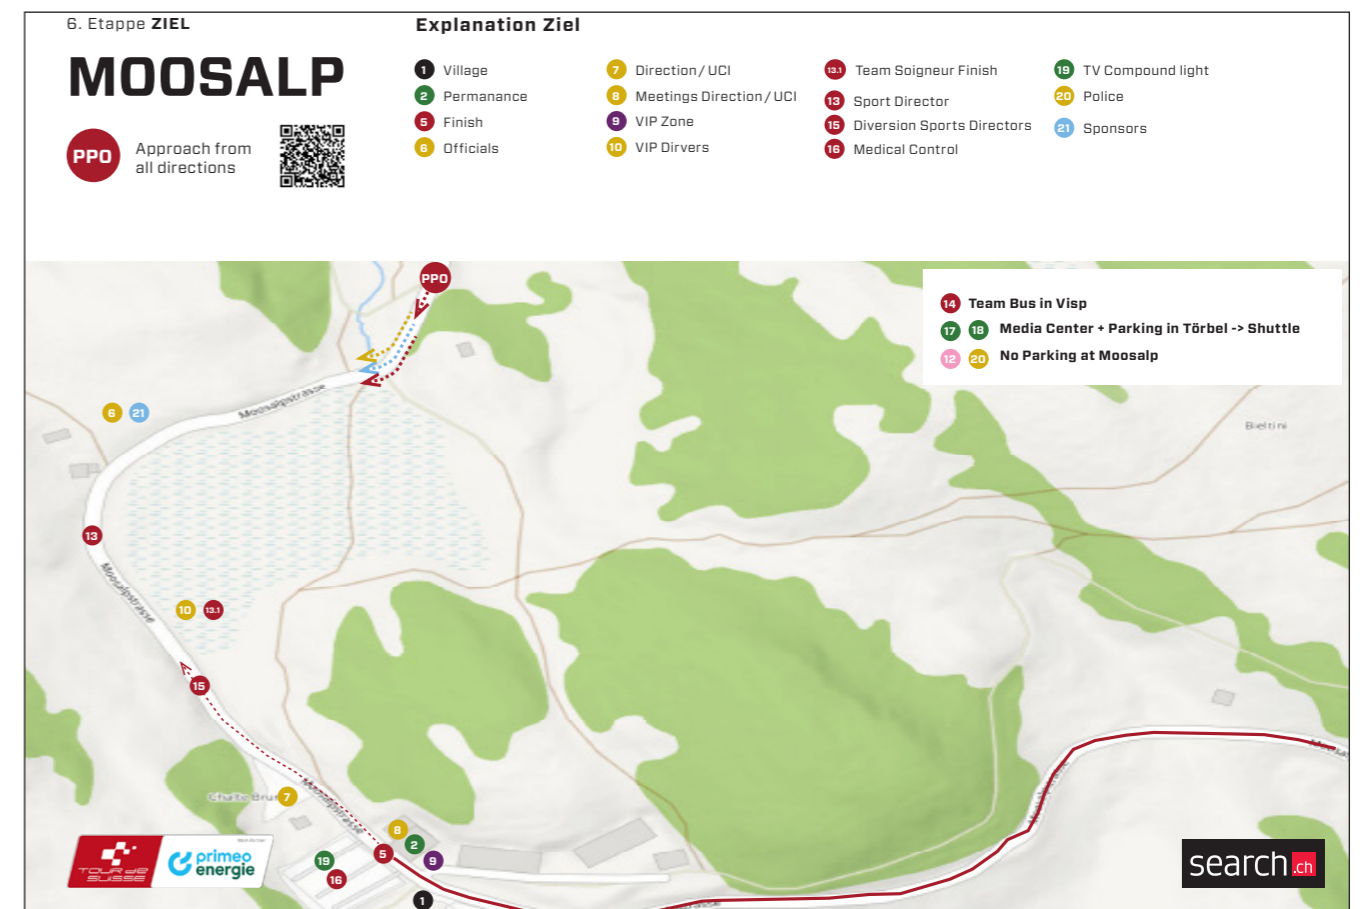 6. Etappe ZIEL
MOOSALP
PPO
Approach from
all directions
Explanation Ziel
1 Village
2 Permanance
5 Finish
6 Officials
7 Direction / UCI
8 Meetings Direction / UCI
9 VIP Zone
10 VIP Dirvers
13.1 Team Soigneur Finish
13 Sport Director
15 Diversion Sports Directors
16 Medical Control
19 TV Compound light
20 Police
21 Sponsors
PPO
14 Team Bus in Visp
17 18 Media Center + Parking in Törbel -> Shuttle
12 20 No Parking at Moosalp
Moosalpstrasse
6 21
Bieltini
13
Moosalpstrasse
10 13.1
15
7
Moosalpstrasse
Moosalpstrasse
8
2
5
9
19
16
1
TOUR de
SUISSE
primeo
energie
search.ch